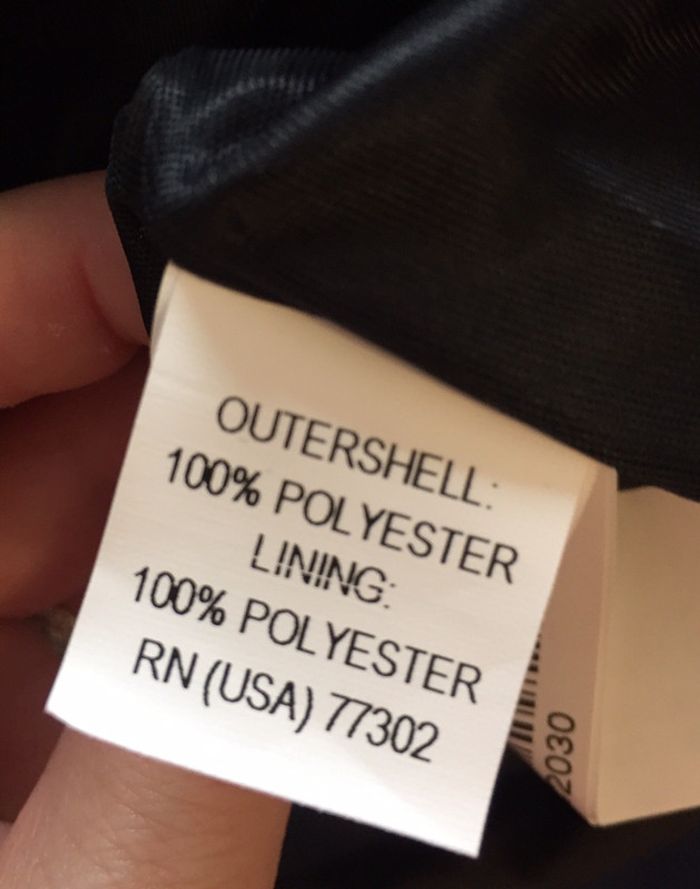 OUTERSHELL:
100% POLYESTER
LINING:
100% POLYESTER
RN (USA) 77302
2030